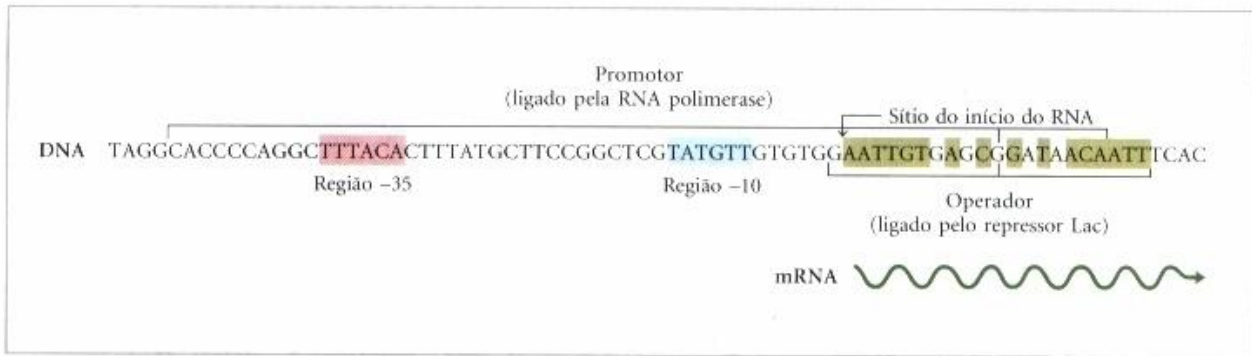 Promotor
(ligado pela RNA polimerase)
Sítio do início do RNA
DNA TAGGCACCCCAGGCTTTACACTTTATGCTTCCGGCTCGTATGTTGTGTGGAATTGTGAGCGGATAACAATTTCAC
Região –35
Região –10
Operador
(ligado pelo repressor Lac)
mRNA